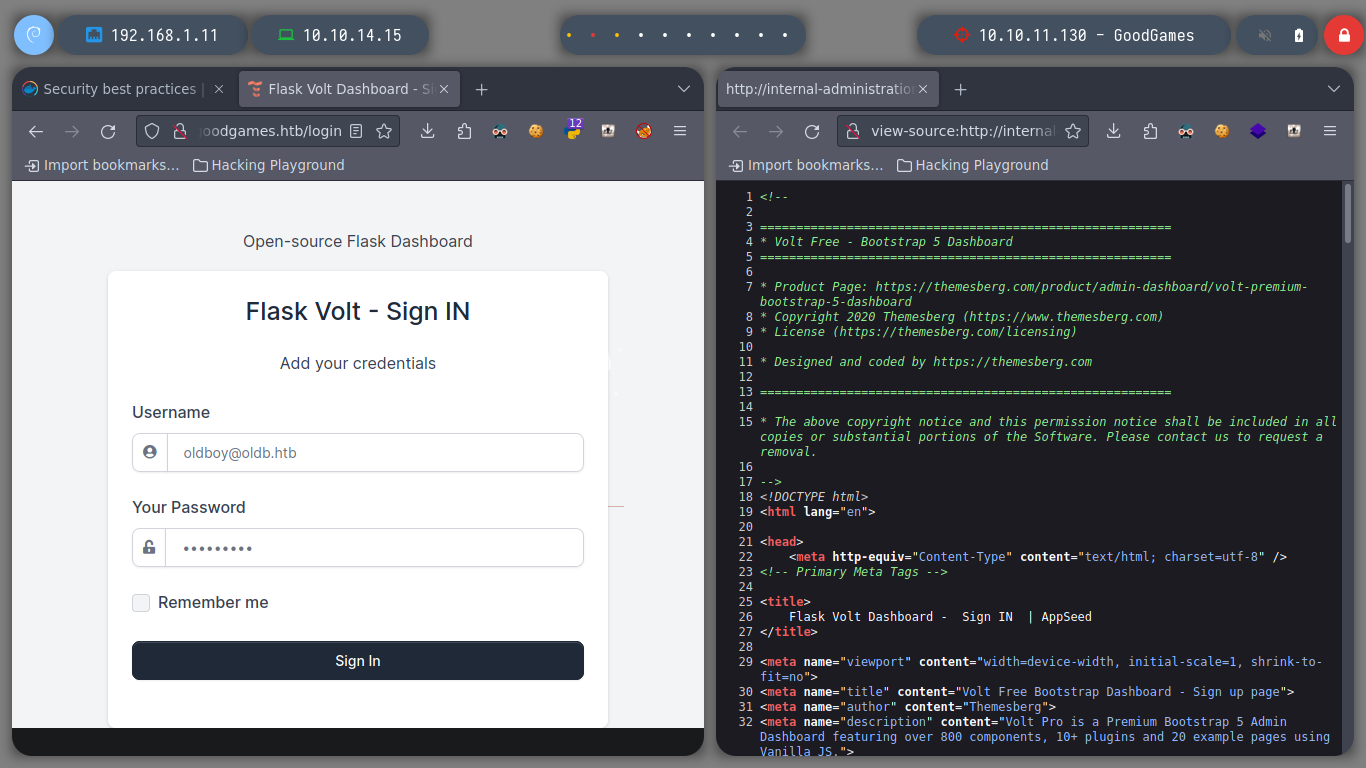 192.168.1.11
10.10.14.15
10.10.11.130 - GoodGames
Security best practices |
Flask Volt Dashboard - Si
oodgames.htb/login
12
Import bookmarks...
Hacking Playground
Open-source Flask Dashboard
Flask Volt - Sign IN
Add your credentials
Username
oldboy@oldb.htb
Your Password
•••••••••
Remember me
Sign In
http://internal-administratio
view-source:http://internal
Import bookmarks...
Hacking Playground
1 <!--
2
3 =========================================================
4 * Volt Free - Bootstrap 5 Dashboard
5 =========================================================
6
7 * Product Page: https://themesberg.com/product/admin-dashboard/volt-premium-
bootstrap-5-dashboard
8 * Copyright 2020 Themesberg (https://www.themesberg.com)
9 * License (https://themesberg.com/licensing)
10
11 * Designed and coded by https://themesberg.com
12
13 =========================================================
14
15 * The above copyright notice and this permission notice shall be included in all
copies or substantial portions of the Software. Please contact us to request a
removal.
16
17 -->
18 <!DOCTYPE html>
19 <html lang="en">
20
21 <head>
22     <meta http-equiv="Content-Type" content="text/html; charset=utf-8" />
23 <!-- Primary Meta Tags -->
24
25 <title>
26     Flask Volt Dashboard -  Sign IN  | AppSeed
27 </title>
28
29 <meta name="viewport" content="width=device-width, initial-scale=1, shrink-to-
fit=no">
30 <meta name="title" content="Volt Free Bootstrap Dashboard - Sign up page">
31 <meta name="author" content="Themesberg">
32 <meta name="description" content="Volt Pro is a Premium Bootstrap 5 Admin
Dashboard featuring over 800 components, 10+ plugins and 20 example pages using
Vanilla JS.">